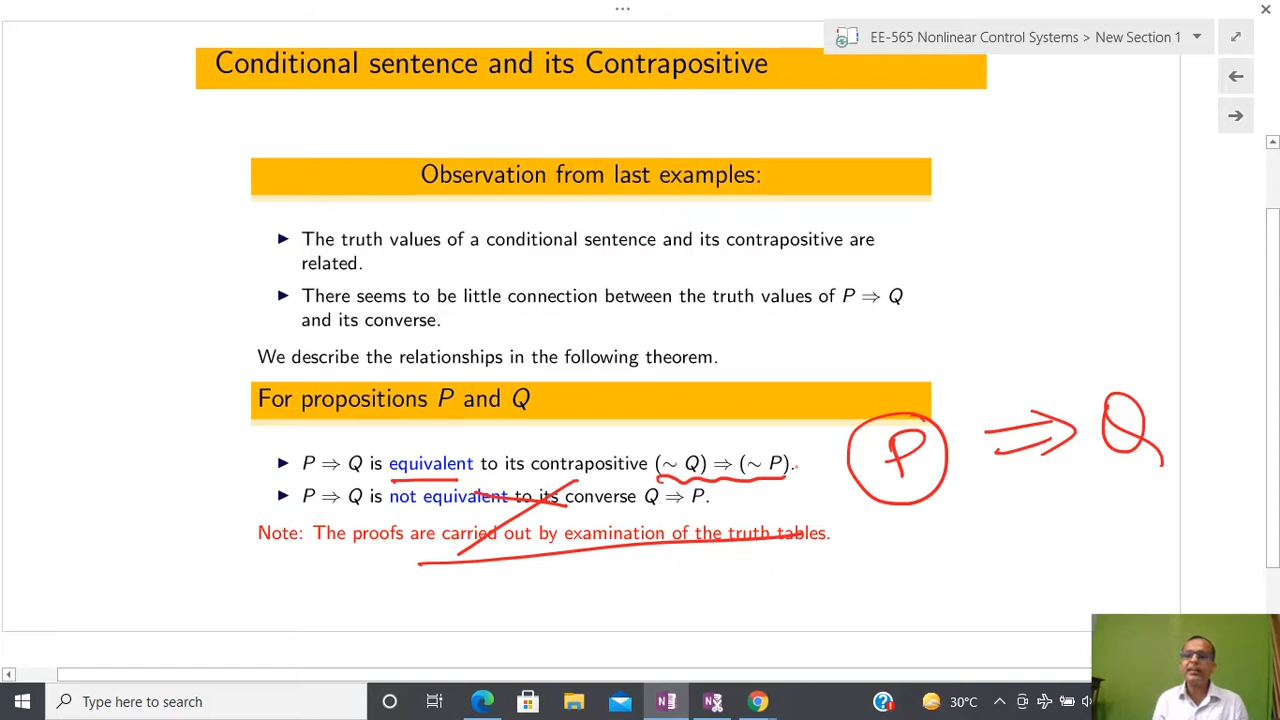 EE-565 Nonlinear Control Systems > New Section 1
Conditional sentence and its Contrapositive
Observation from last examples:
The truth values of a conditional sentence and its contrapositive are
related.
There seems to be little connection between the truth values of P ⇒ Q
and its converse.
We describe the relationships in the following theorem.
For propositions P and Q
P ⇒ Q is equivalent to its contrapositive (∼ Q) ⇒ (∼ P).
P ⇒ Q is not equivalent to its converse Q ⇒ P.
Note: The proofs are carried out by examination of the truth tables.
P ⇒ Q
Type here to search
30°C